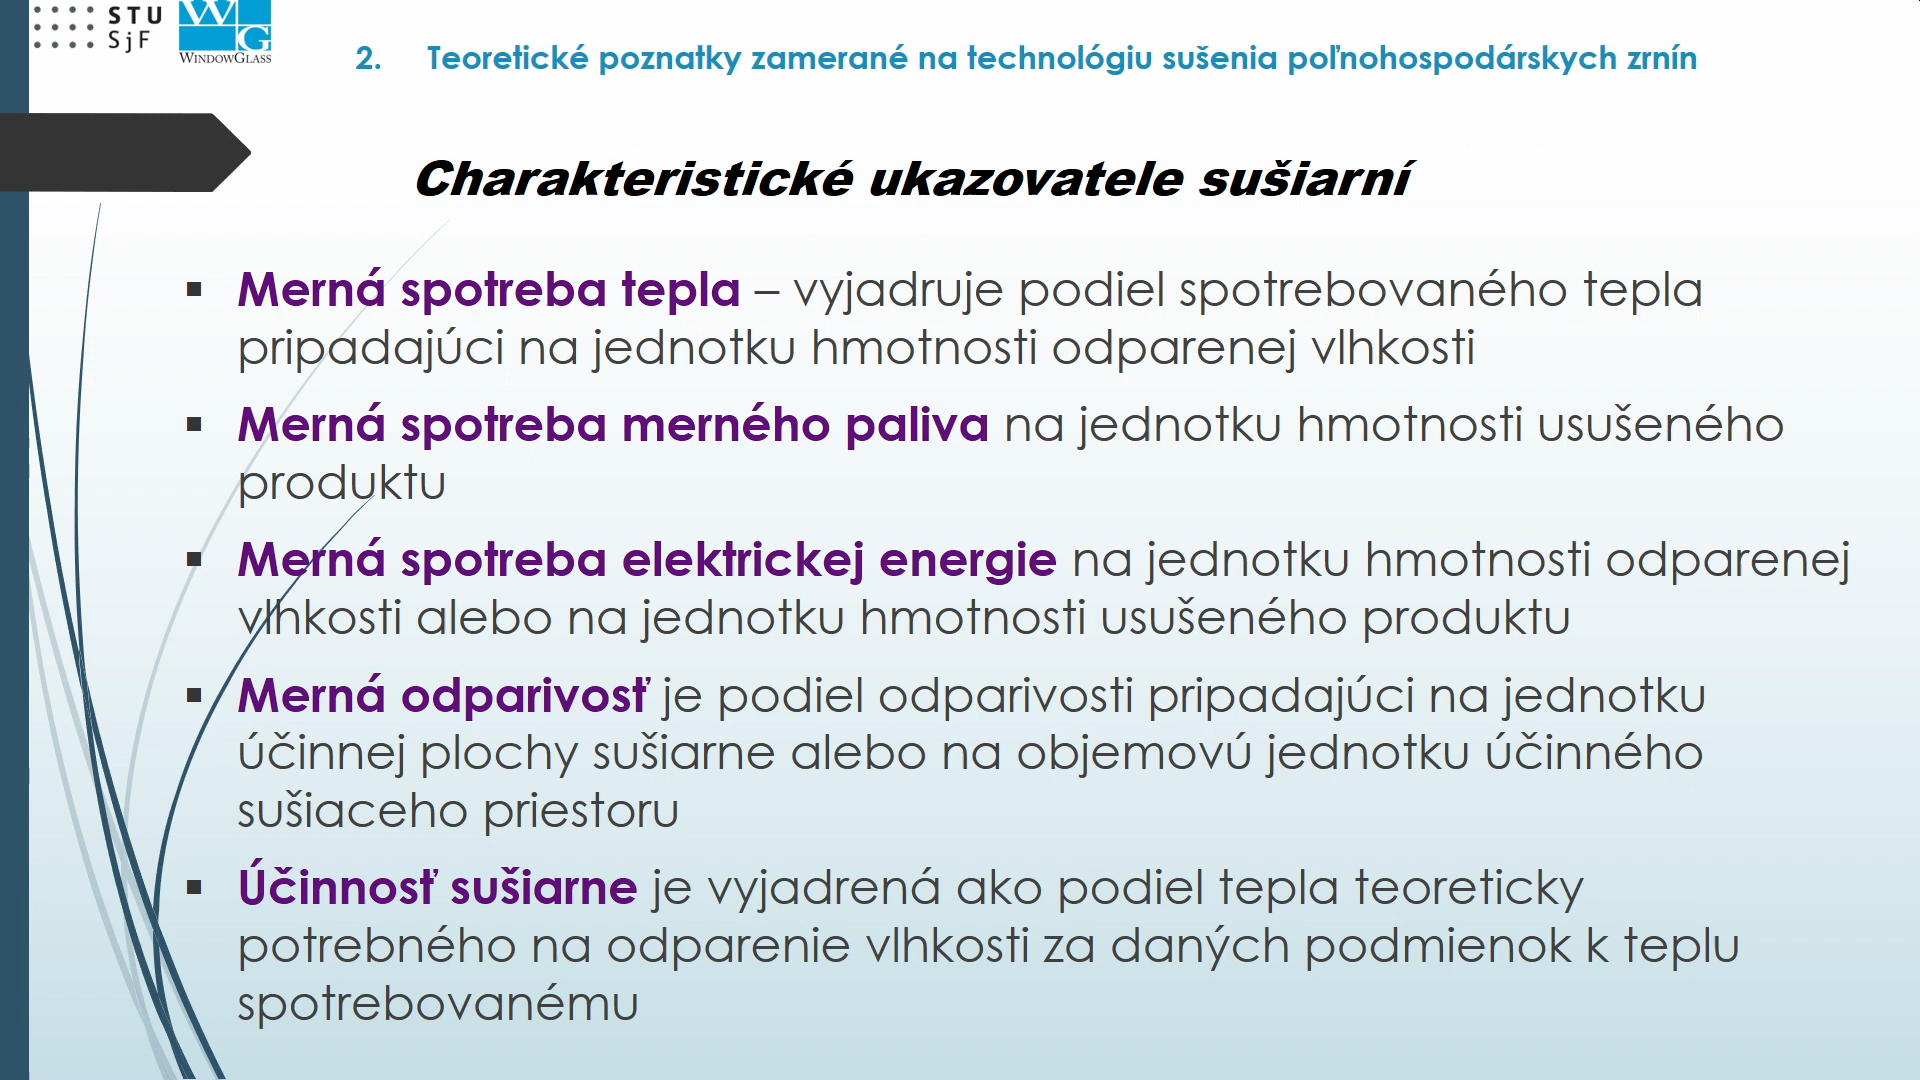 STU
SjF
WG
WINDOWGLASS
2. Teoretické poznatky zamerané na technológiu sušenia poľnohospodárskych zrnín
Charakteristické ukazovatele sušiarní
▪ Merná spotreba tepla – vyjadruje podiel spotrebovaného tepla
pripadajúci na jednotku hmotnosti odparenej vlhkosti
▪ Merná spotreba merného paliva na jednotku hmotnosti usušeného
produktu
▪ Merná spotreba elektrickej energie na jednotku hmotnosti odparenej
vlhkosti alebo na jednotku hmotnosti usušeného produktu
▪ Merná odparivosť je podiel odparivosti pripadajúci na jednotku
účinnej plochy sušiarne alebo na objemovú jednotku účinného
sušiaceho priestoru
▪ Účinnosť sušiarne je vyjadrená ako podiel tepla teoreticky
potrebného na odparenie vlhkosti za daných podmienok k teplu
spotrebovanému